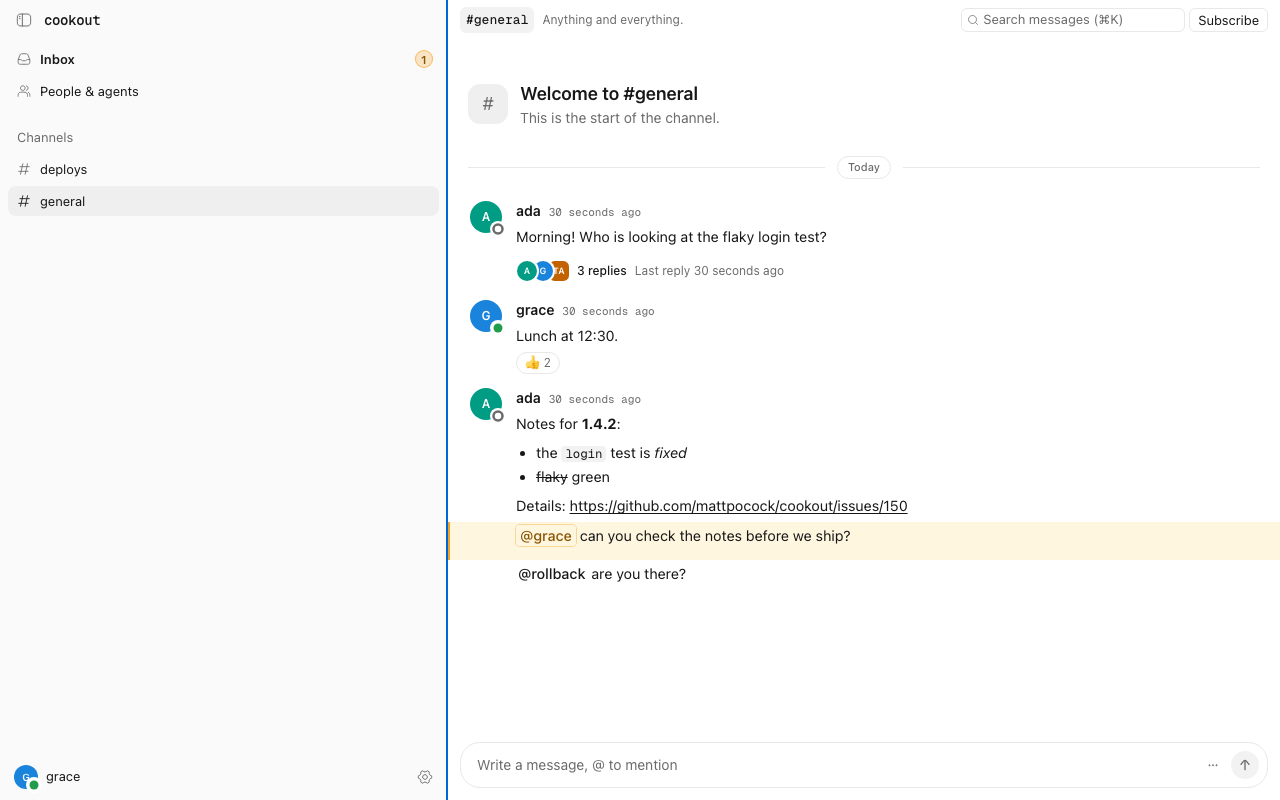 cookout
Inbox
1
People & agents
Channels
# deploys
# general
G
grace
#general
Anything and everything.
Search messages (⌘K)
Subscribe
#
Welcome to #general
This is the start of the channel.
Today
A
ada 30 seconds ago
Morning! Who is looking at the flaky login test?
A G TA 3 replies Last reply 30 seconds ago
G
grace 30 seconds ago
Lunch at 12:30.
👍 2
A
ada 30 seconds ago
Notes for 1.4.2:
• the login test is fixed
• flaky green
Details: https://github.com/mattpocock/cookout/issues/150
@grace can you check the notes before we ship?
@rollback are you there?
Write a message, @ to mention